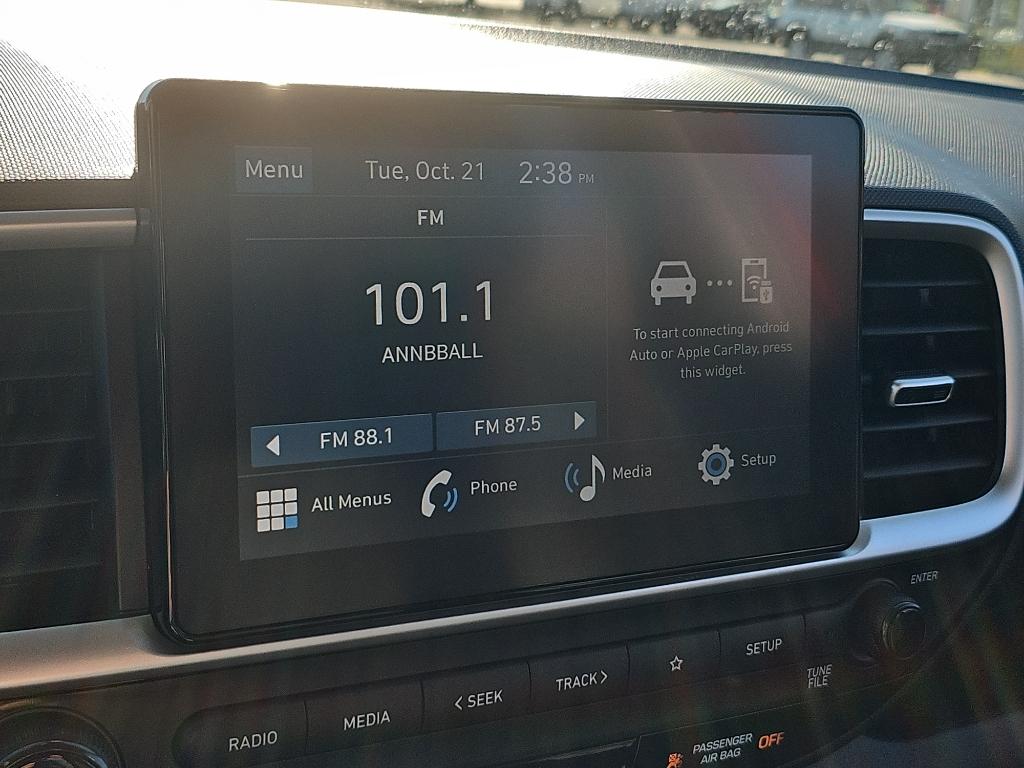 Menu
Tue, Oct. 21
2:38 PM
FM
101.1
ANNBBALL
To start connecting Android
Auto or Apple CarPlay, press
this widget.
FM 88.1
FM 87.5
All Menus
Phone
Media
Setup
ENTER
RADIO
MEDIA
< SEEK
TRACK >
☆
SETUP
TUNE
FILE
PASSENGER
AIR BAG
OFF